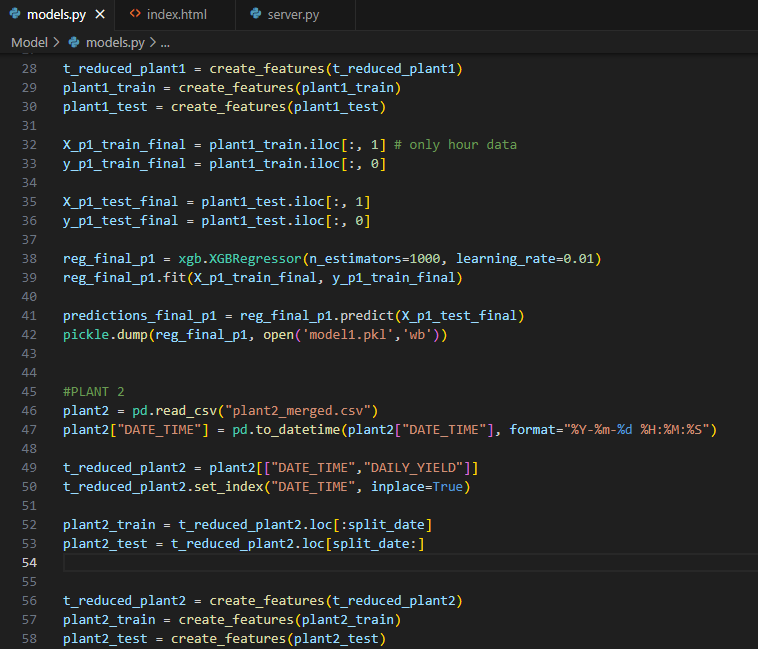 models.py index.html server.py
Model > models.py > ...
28 t_reduced_plant1 = create_features(t_reduced_plant1)
29 plant1_train = create_features(plant1_train)
30 plant1_test = create_features(plant1_test)
31
32 X_p1_train_final = plant1_train.iloc[:, 1] # only hour data
33 y_p1_train_final = plant1_train.iloc[:, 0]
34
35 X_p1_test_final = plant1_test.iloc[:, 1]
36 y_p1_test_final = plant1_test.iloc[:, 0]
37
38 reg_final_p1 = xgb.XGBRegressor(n_estimators=1000, learning_rate=0.01)
39 reg_final_p1.fit(X_p1_train_final, y_p1_train_final)
40
41 predictions_final_p1 = reg_final_p1.predict(X_p1_test_final)
42 pickle.dump(reg_final_p1, open('model1.pkl','wb'))
43
44
45 #PLANT 2
46 plant2 = pd.read_csv("plant2_merged.csv")
47 plant2["DATE_TIME"] = pd.to_datetime(plant2["DATE_TIME"], format="%Y-%m-%d %H:%M:%S")
48
49 t_reduced_plant2 = plant2[["DATE_TIME","DAILY_YIELD"]]
50 t_reduced_plant2.set_index("DATE_TIME", inplace=True)
51
52 plant2_train = t_reduced_plant2.loc[:split_date]
53 plant2_test = t_reduced_plant2.loc[split_date:]
54
55
56 t_reduced_plant2 = create_features(t_reduced_plant2)
57 plant2_train = create_features(plant2_train)
58 plant2_test = create_features(plant2_test)